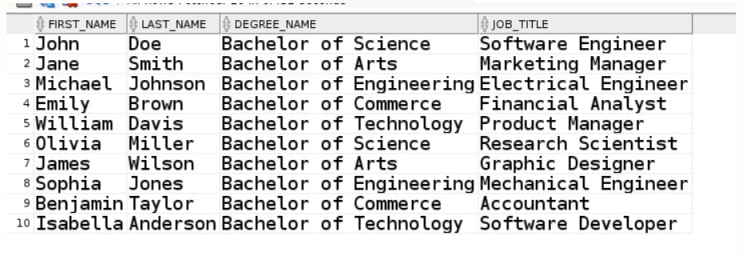 FIRST_NAME LAST_NAME DEGREE_NAME JOB_TITLE
1 John Doe Bachelor of Science Software Engineer
2 Jane Smith Bachelor of Arts Marketing Manager
3 Michael Johnson Bachelor of Engineering Electrical Engineer
4 Emily Brown Bachelor of Commerce Financial Analyst
5 William Davis Bachelor of Technology Product Manager
6 Olivia Miller Bachelor of Science Research Scientist
7 James Wilson Bachelor of Arts Graphic Designer
8 Sophia Jones Bachelor of Engineering Mechanical Engineer
9 Benjamin Taylor Bachelor of Commerce Accountant
10 Isabella Anderson Bachelor of Technology Software Developer